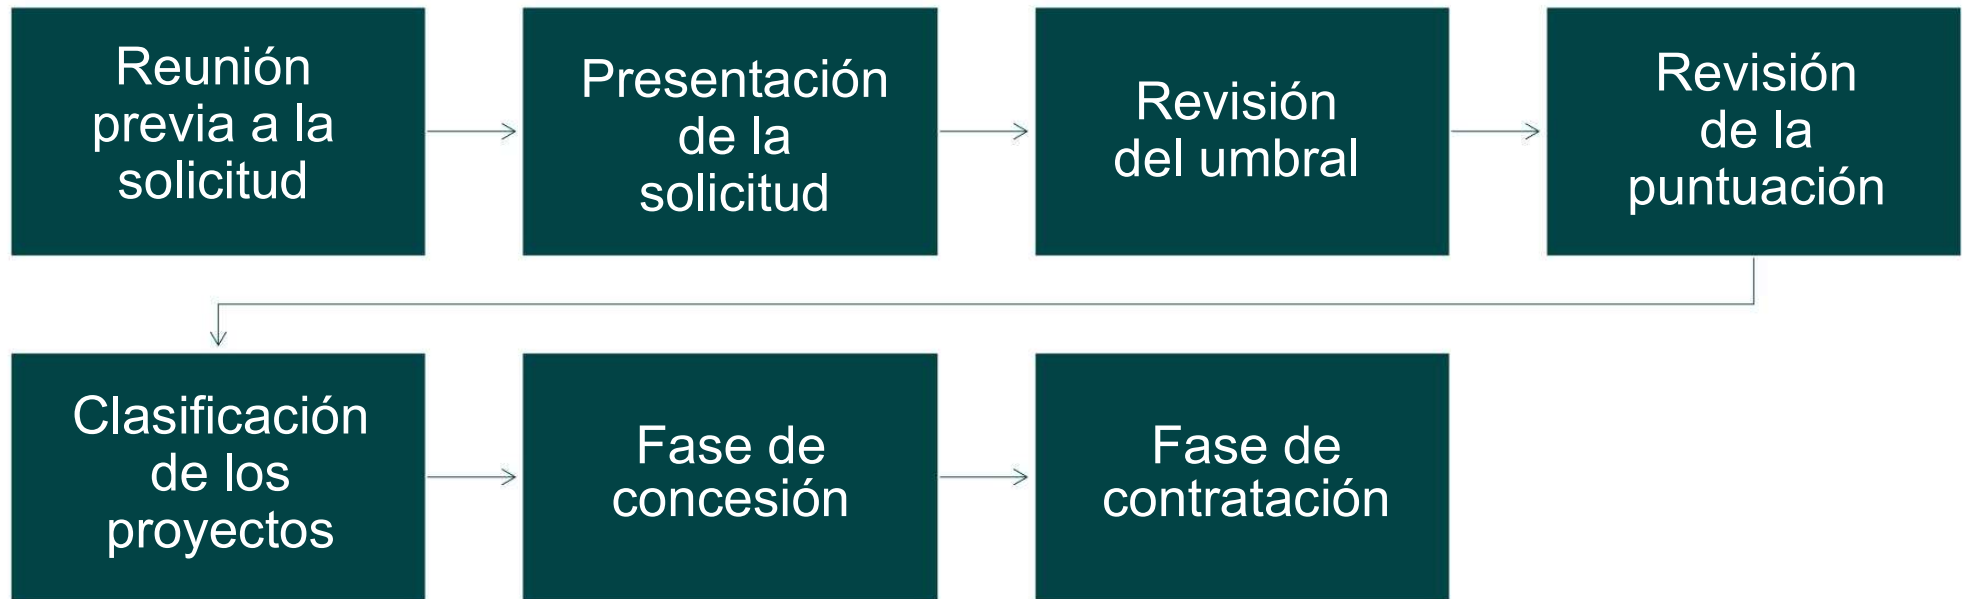 Reunión
previa a la
solicitud
Presentación
de la
solicitud
Revisión
del umbral
Revisión
de la
puntuación
Clasificación
de los
proyectos
Fase de
concesión
Fase de
contratación